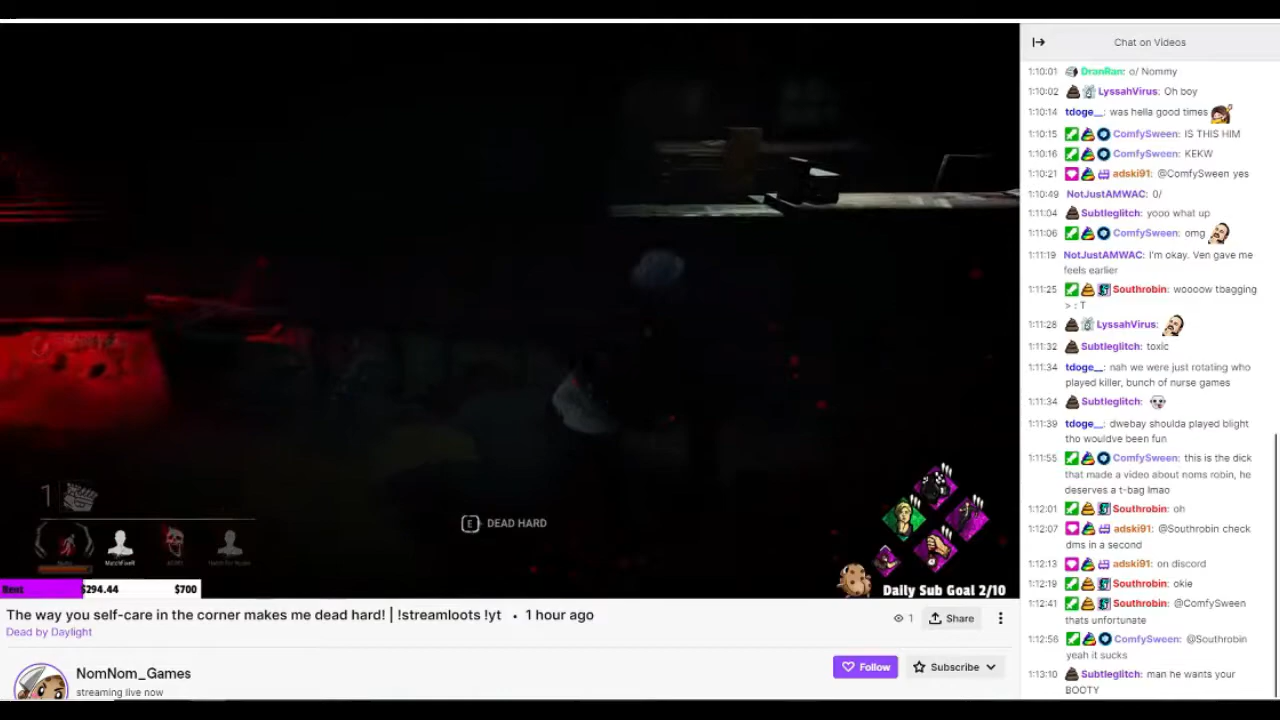 1
E DEAD HARD
MatchFixeR
Rent $294.44 $700
Daily Sub Goal 2/10
The way you self-care in the corner makes me dead hard! | !streamloots !yt • 1 hour ago
Dead by Daylight
1
Share
NomNom_Games
streaming live now
Follow
Subscribe
Chat on Videos
1:10:01 DranRan: o/ Nommy
1:10:02 LyssahVirus: Oh boy
1:10:14 tdoge__: was hella good times
1:10:15 ComfySween: IS THIS HIM
1:10:16 ComfySween: KEKW
1:10:21 adski91: @ComfySween yes
1:10:49 NotJustAMWAC: 0/
1:11:04 Subtleglitch: yooo what up
1:11:06 ComfySween: omg
1:11:19 NotJustAMWAC: I'm okay. Ven gave me
feels earlier
1:11:25 Southrobin: woooow tbagging
> : T
1:11:28 LyssahVirus:
1:11:32 Subtleglitch: toxic
1:11:34 tdoge__: nah we were just rotating who
played killer, bunch of nurse games
1:11:34 Subtleglitch:
1:11:39 tdoge__: dwebay shoulda played blight
tho wouldve been fun
1:11:55 ComfySween: this is the dick
that made a video about noms robin, he
deserves a t-bag lmao
1:12:01 Southrobin: oh
1:12:07 adski91: @Southrobin check
dms in a second
1:12:13 adski91: on discord
1:12:19 Southrobin: okie
1:12:41 Southrobin: @ComfySween
thats unfortunate
1:12:56 ComfySween: @Southrobin
yeah it sucks
1:13:10 Subtleglitch: man he wants your
BOOTY